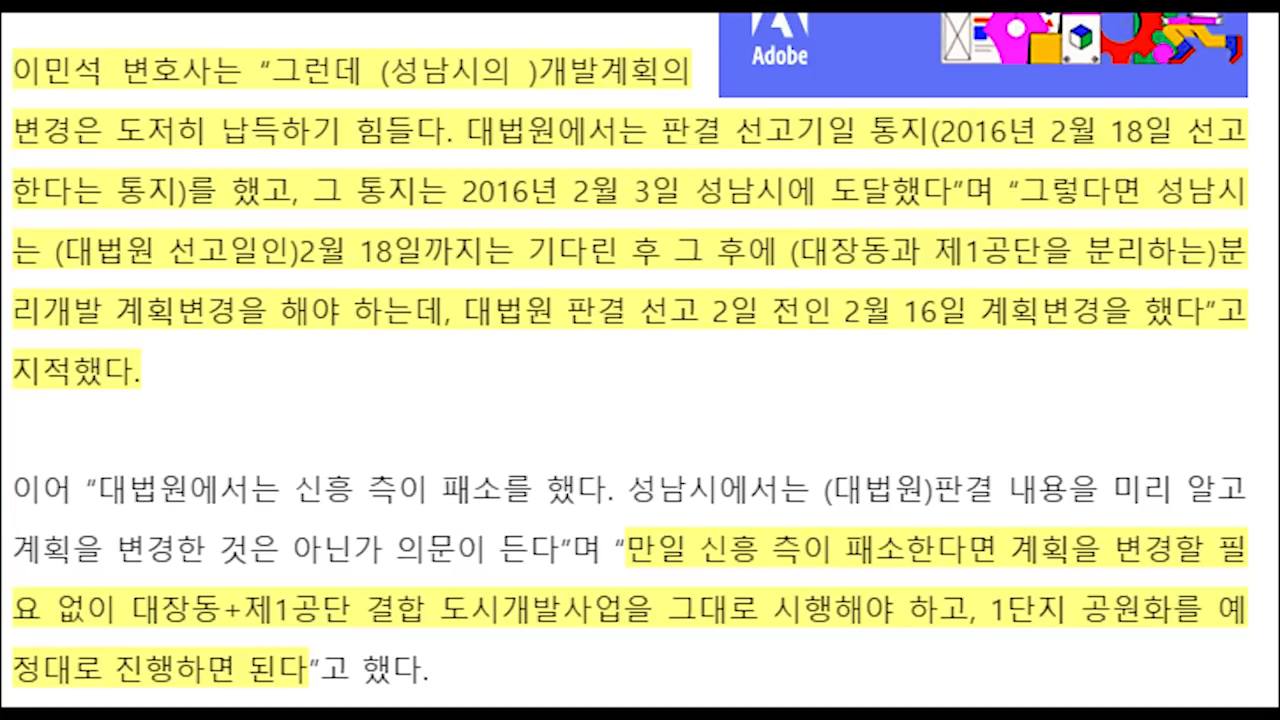 Adobe
이민석 변호사는 “그런데 (성남시의 )개발계획의
변경은 도저히 납득하기 힘들다. 대법원에서는 판결 선고기일 통지(2016년 2월 18일 선고
한다는 통지)를 했고, 그 통지는 2016년 2월 3일 성남시에 도달했다”며 “그렇다면 성남시
는 (대법원 선고일인)2월 18일까지는 기다린 후 그 후에 (대장동과 제1공단을 분리하는)분
리개발 계획변경을 해야 하는데, 대법원 판결 선고 2일 전인 2월 16일 계획변경을 했다”고
지적했다.
이어 “대법원에서는 신흥 측이 패소를 했다. 성남시에서는 (대법원)판결 내용을 미리 알고
계획을 변경한 것은 아닌가 의문이 든다”며 “만일 신흥 측이 패소한다면 계획을 변경할 필
요 없이 대장동+제1공단 결합 도시개발사업을 그대로 시행해야 하고, 1단지 공원화를 예
정대로 진행하면 된다”고 했다.